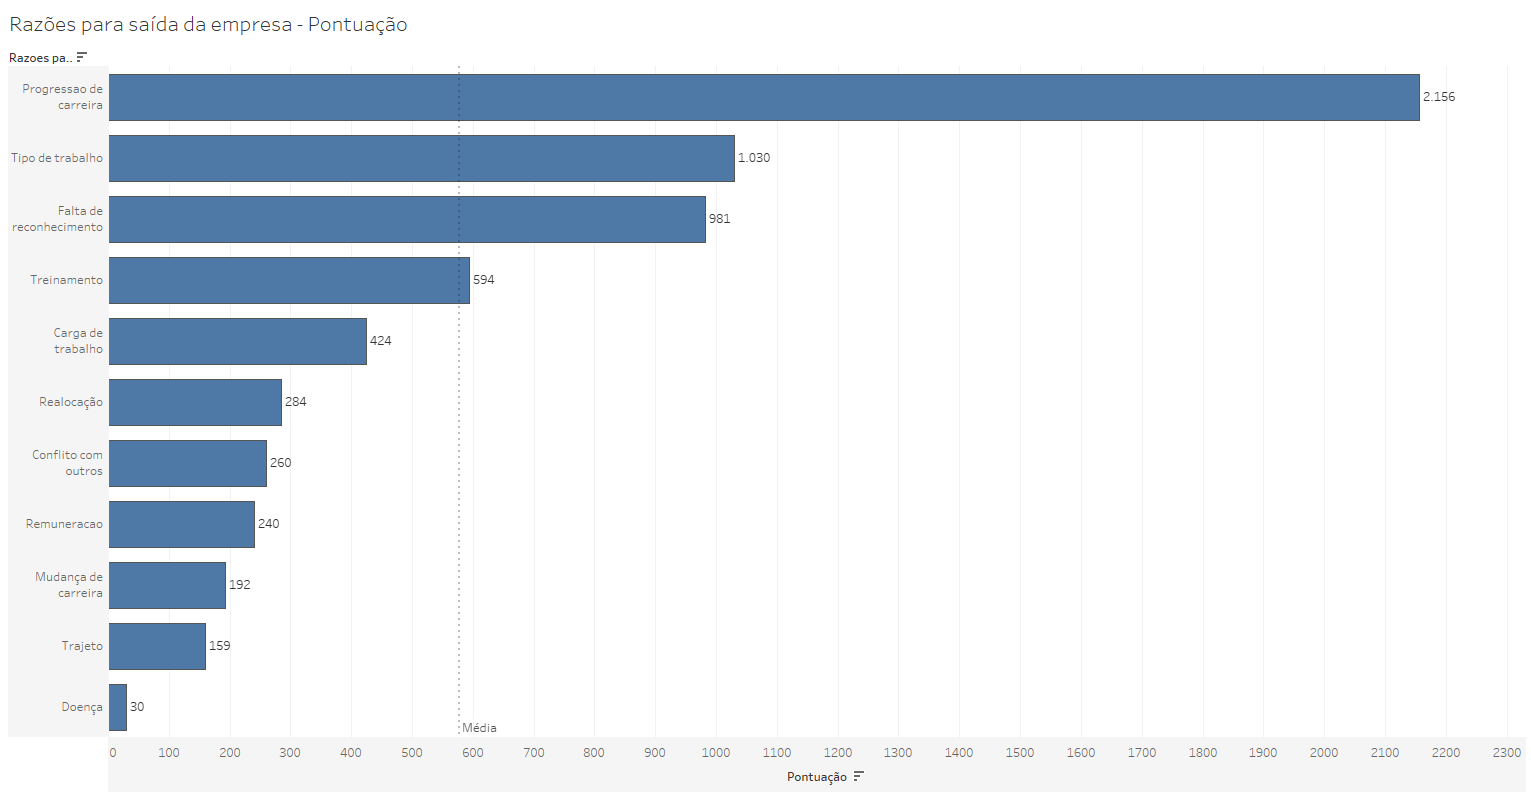 Razões para saída da empresa - Pontuação
Razoes pa..
Progressao de
carreira
2.156
Tipo de trabalho
1.030
Falta de
reconhecimento
981
Treinamento
594
Carga de
trabalho
424
Realocação
284
Conflito com
outros
260
Remuneracao
240
Mudança de
carreira
192
Trajeto
159
Doença
30
Média
0 100 200 300 400 500 600 700 800 900 1000 1100 1200 1300 1400 1500 1600 1700 1800 1900 2000 2100 2200 2300
Pontuação